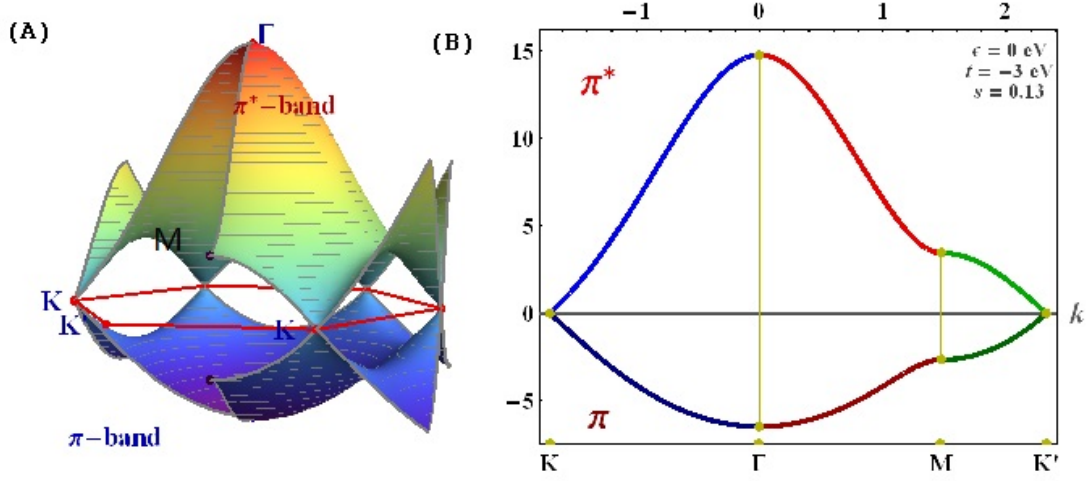 (A)
Γ
π*-band
M
K
K'
K
π-band
(B)
-1 0 1 2
15
10
5
0
-5
π*
ϵ = 0 eV
t = -3 eV
s = 0.13
k
π
K Γ M K'